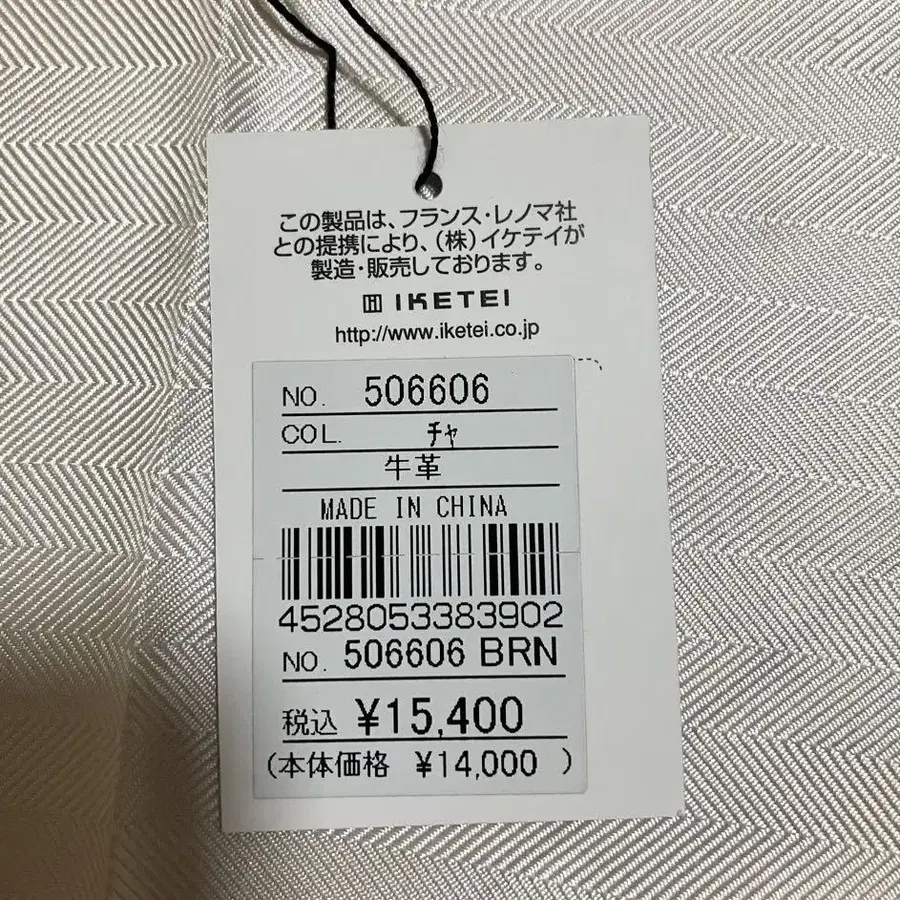 この製品は、フランス・レノマ社
との提携により、(株)イケテイが
製造・販売しております。
IKETEI
http://www.iketei.co.jp
NO. 506606
COL. チャ
牛革
MADE IN CHINA
4528053383902
NO. 506606 BRN
税込 ¥15,400
(本体価格 ¥14,000 )